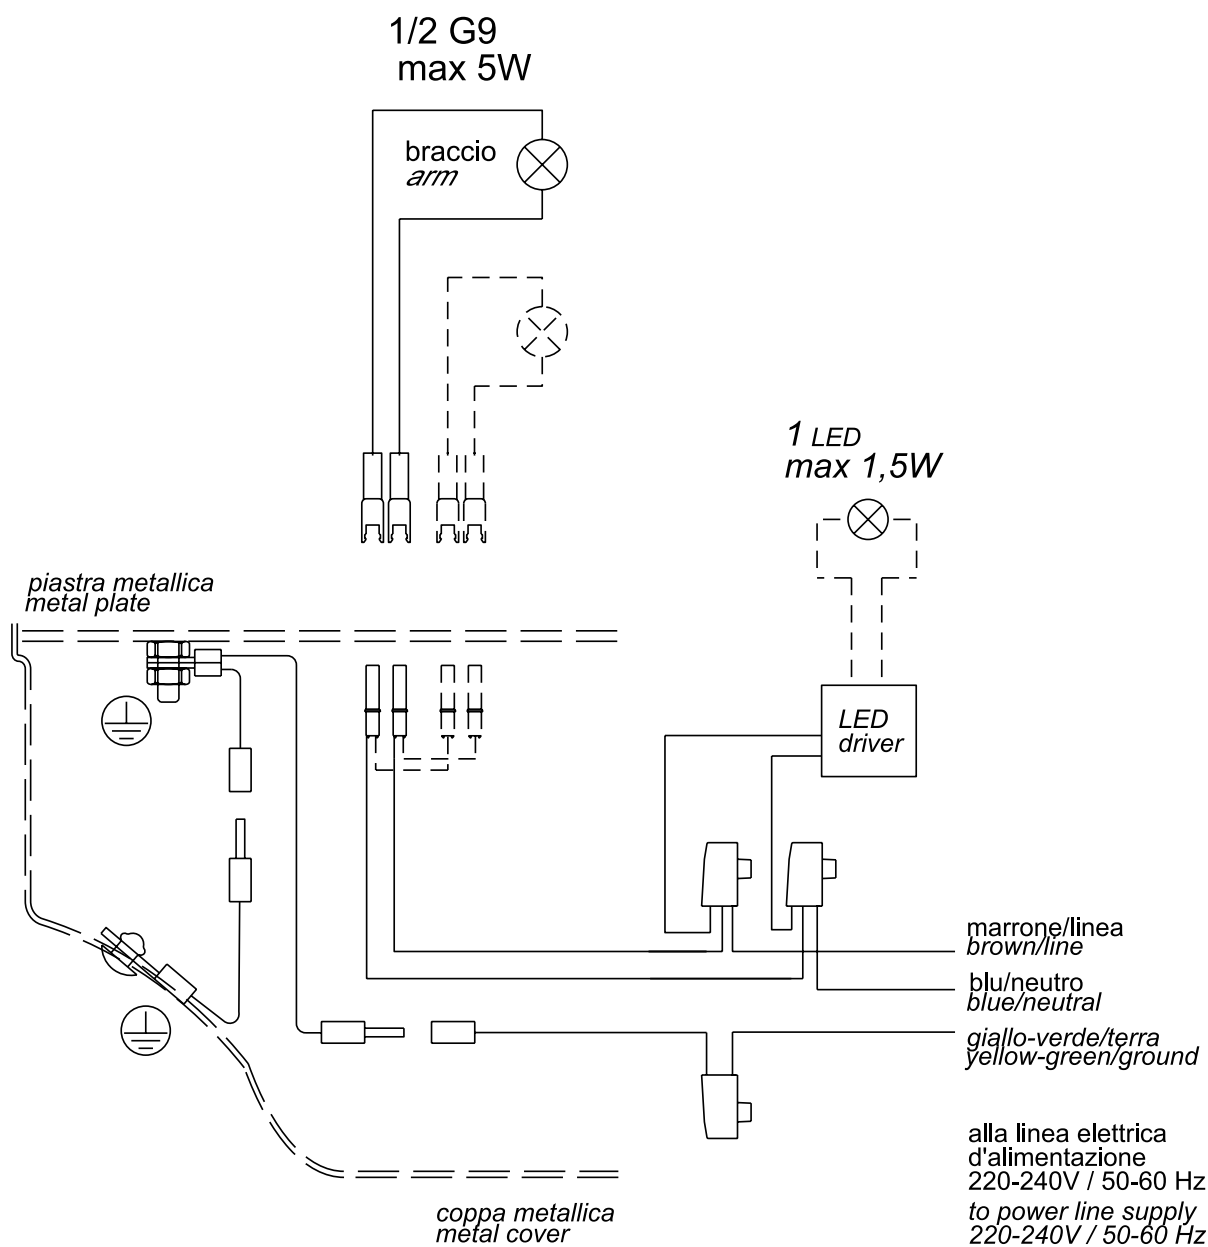 1/2 G9
max 5W
braccio
arm
1 LED
max 1,5W
piastra metallica
metal plate
LED
driver
marrone/linea
brown/line
blu/neutro
blue/neutral
giallo-verde/terra
yellow-green/ground
alla linea elettrica
d'alimentazione
220-240V / 50-60 Hz
to power line supply
220-240V / 50-60 Hz
coppa metallica
metal cover